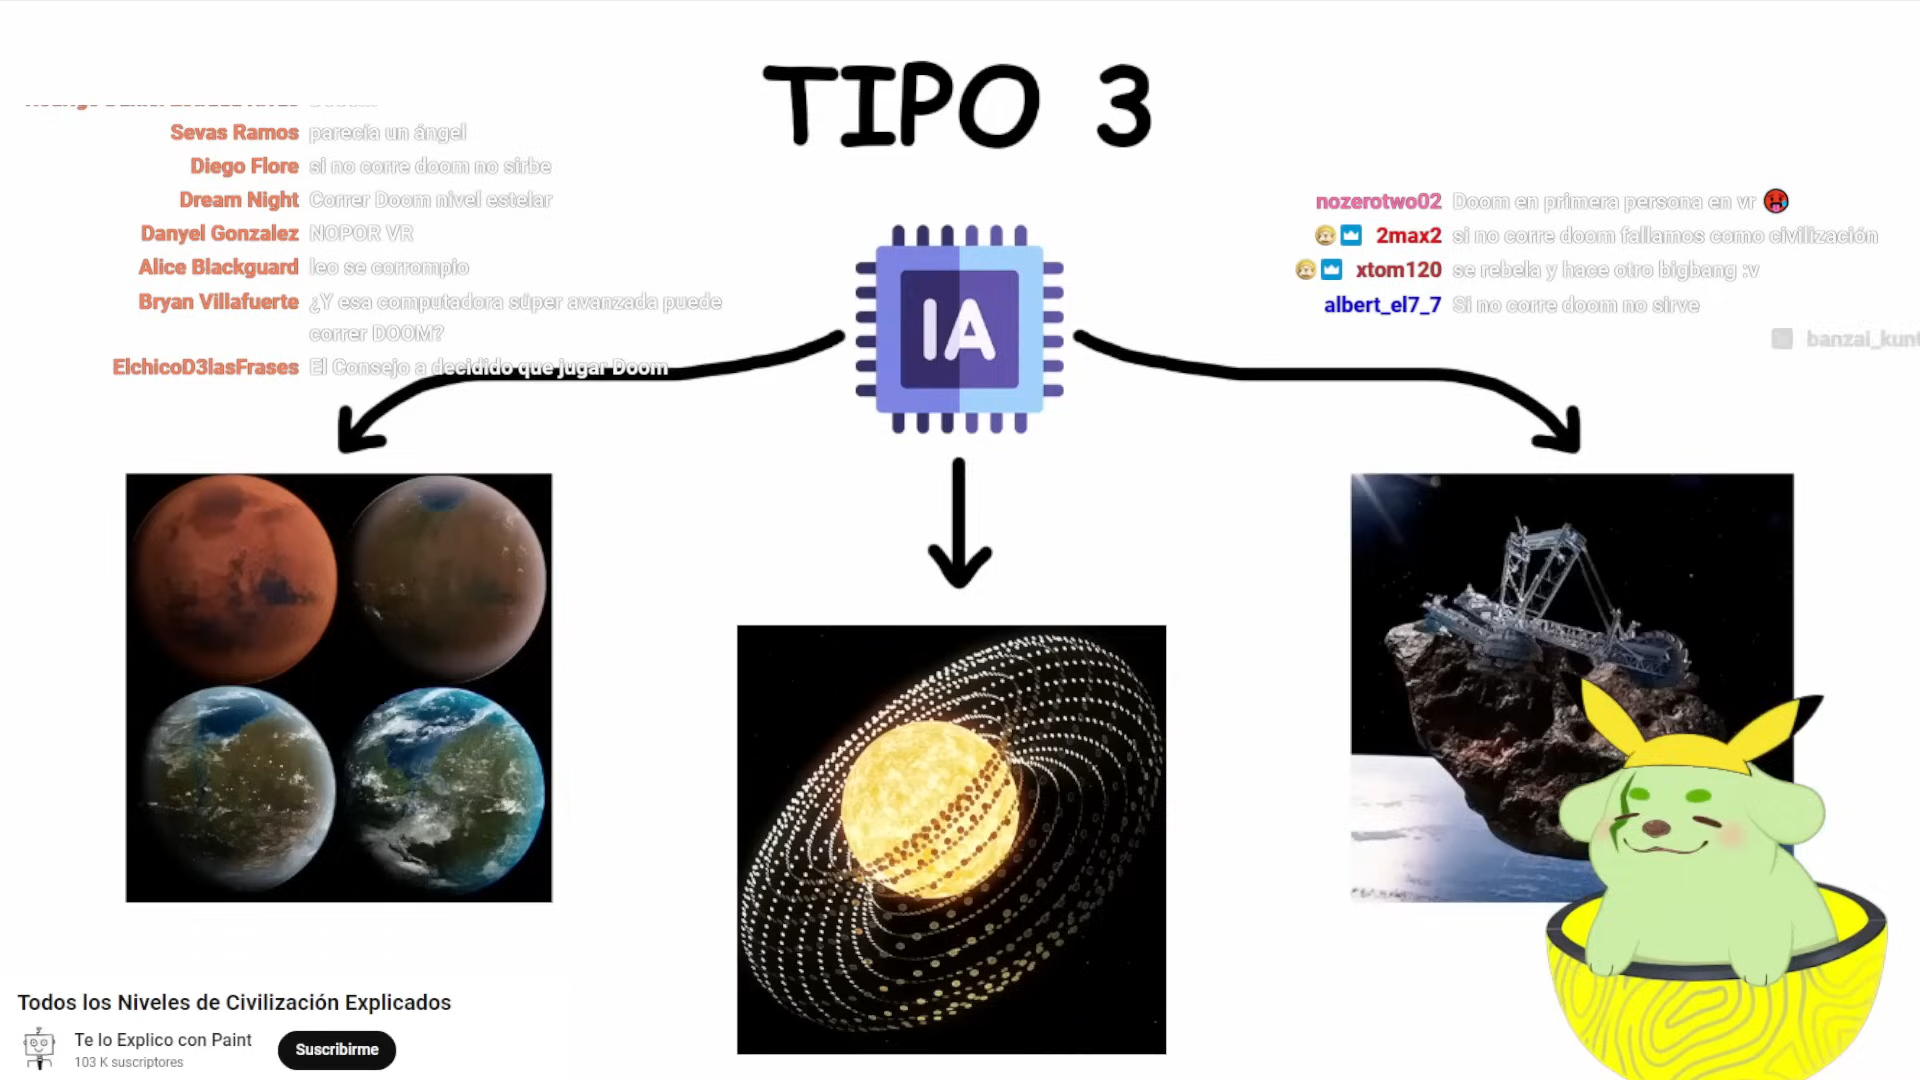 TIPO 3
Sevas Ramos parecía un ángel
Diego Flore si no corre doom no sirbe
Dream Night Correr Doom nivel estelar
Danyel Gonzalez NOPOR VR
Alice Blackguard leo se corrompio
Bryan Villafuerte ¿Y esa computadora súper avanzada puede
correr DOOM?
ElchicoD3lasFrases El Consejo a decidido que jugar Doom
nozerotwo02 Doom en primera persona en vr
2max2 si no corre doom fallamos como civilización
xtom120 se rebela y hace otro bigbang :v
albert_el7_7 Si no corre doom no sirve
banzai_kunt
IA
Todos los Niveles de Civilización Explicados
Te lo Explico con Paint
103 K suscriptores
Suscribirme